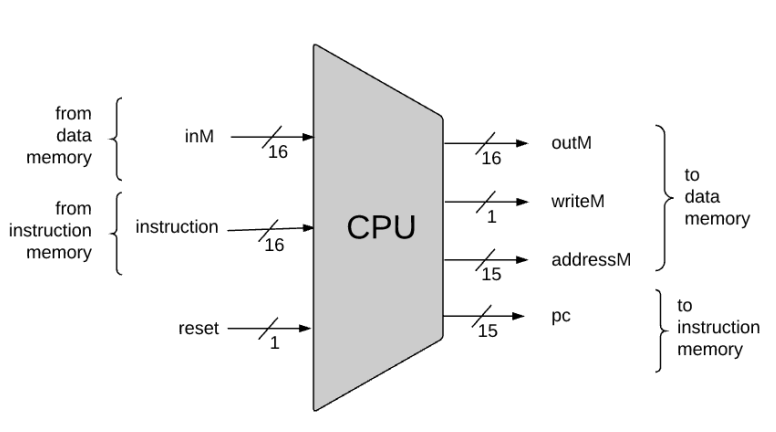 from
data
memory
inM
16
from
instruction
memory
instruction
16
reset
1
CPU
16
outM
1
writeM
15
addressM
15
pc
to
data
memory
to
instruction
memory